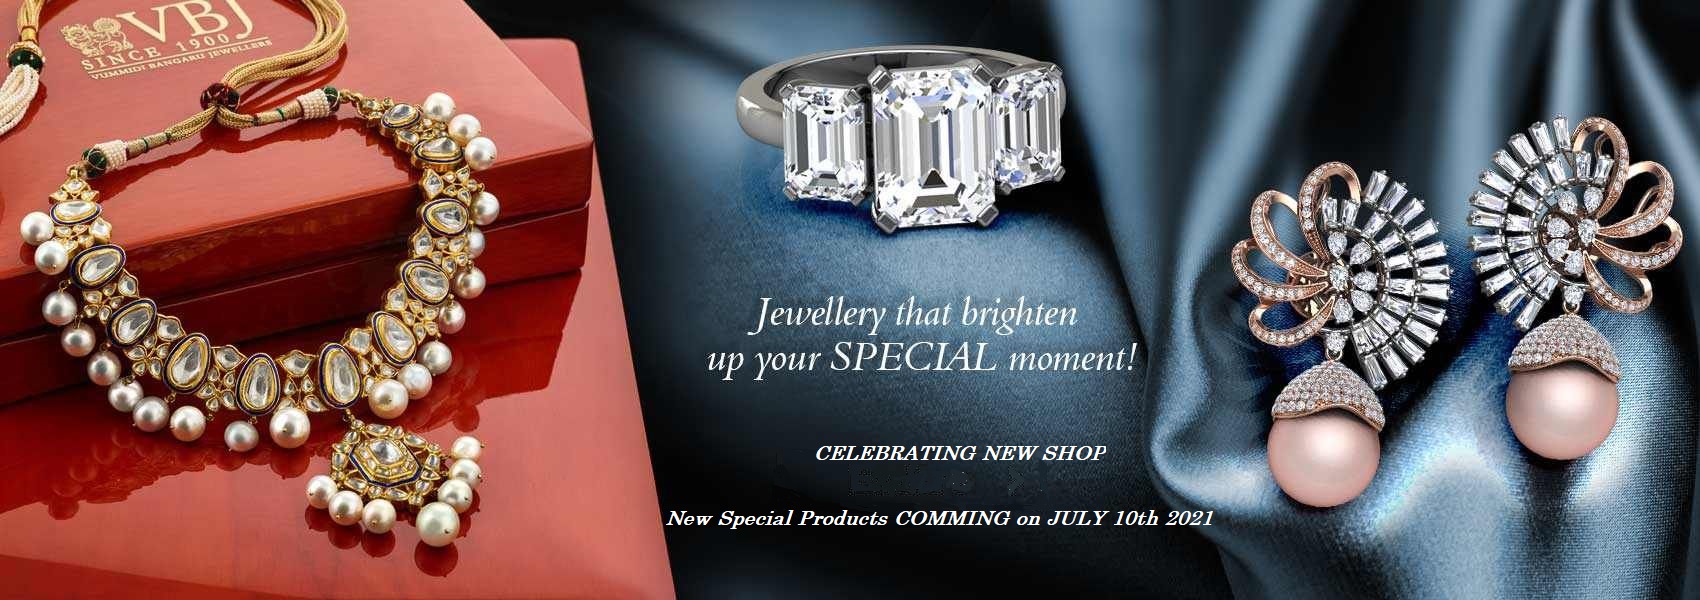 VBJ
SINCE 1900
VUMMIDI BANGARU JEWELLERS
Jewellery that brighten
up your SPECIAL moment!
CELEBRATING NEW SHOP
New Special Products COMMING on JULY 10th 2021